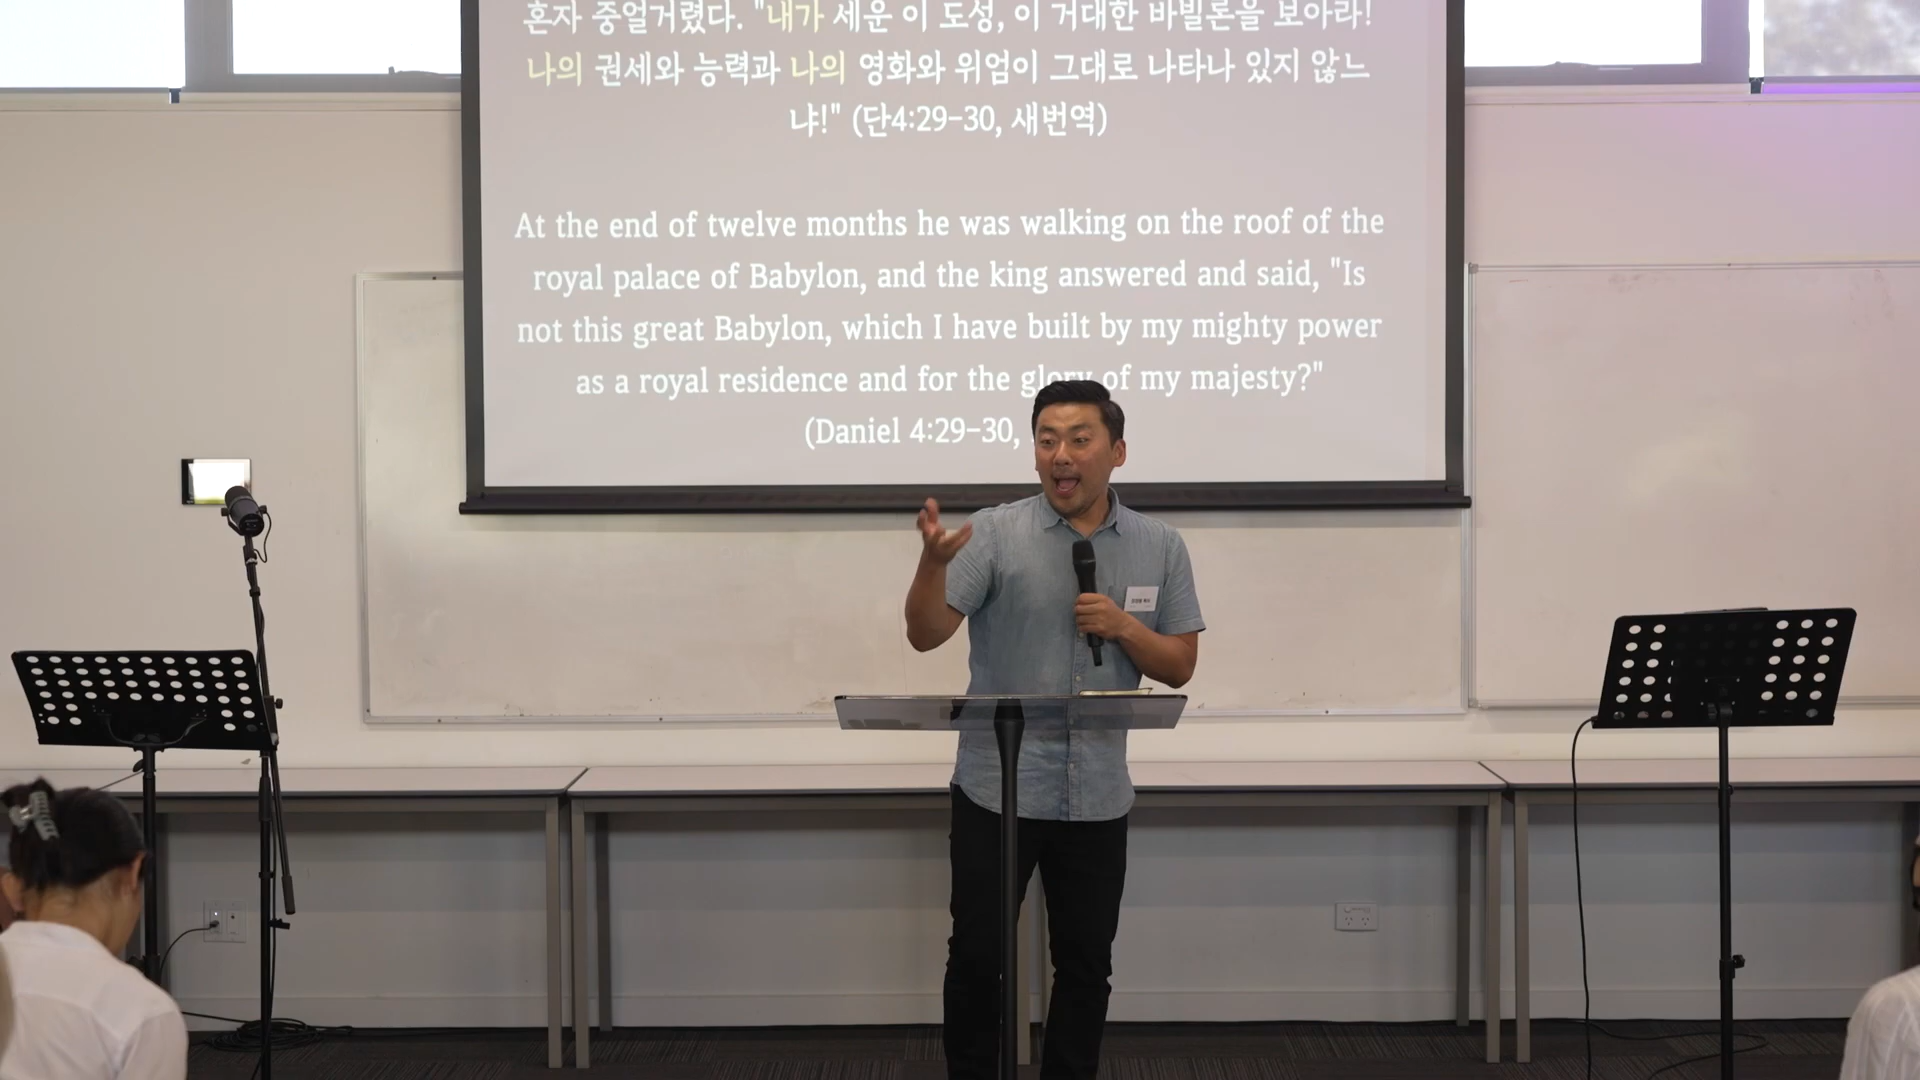 혼자 중얼거렸다. "내가 세운 이 도성, 이 거대한 바빌론을 보아라!
나의 권세와 능력과 나의 영화와 위엄이 그대로 나타나 있지 않느
냐!" (단4:29-30, 새번역)
At the end of twelve months he was walking on the roof of the
royal palace of Babylon, and the king answered and said, "Is
not this great Babylon, which I have built by my mighty power
as a royal residence and for the glory of my majesty?"
(Daniel 4:29-30,